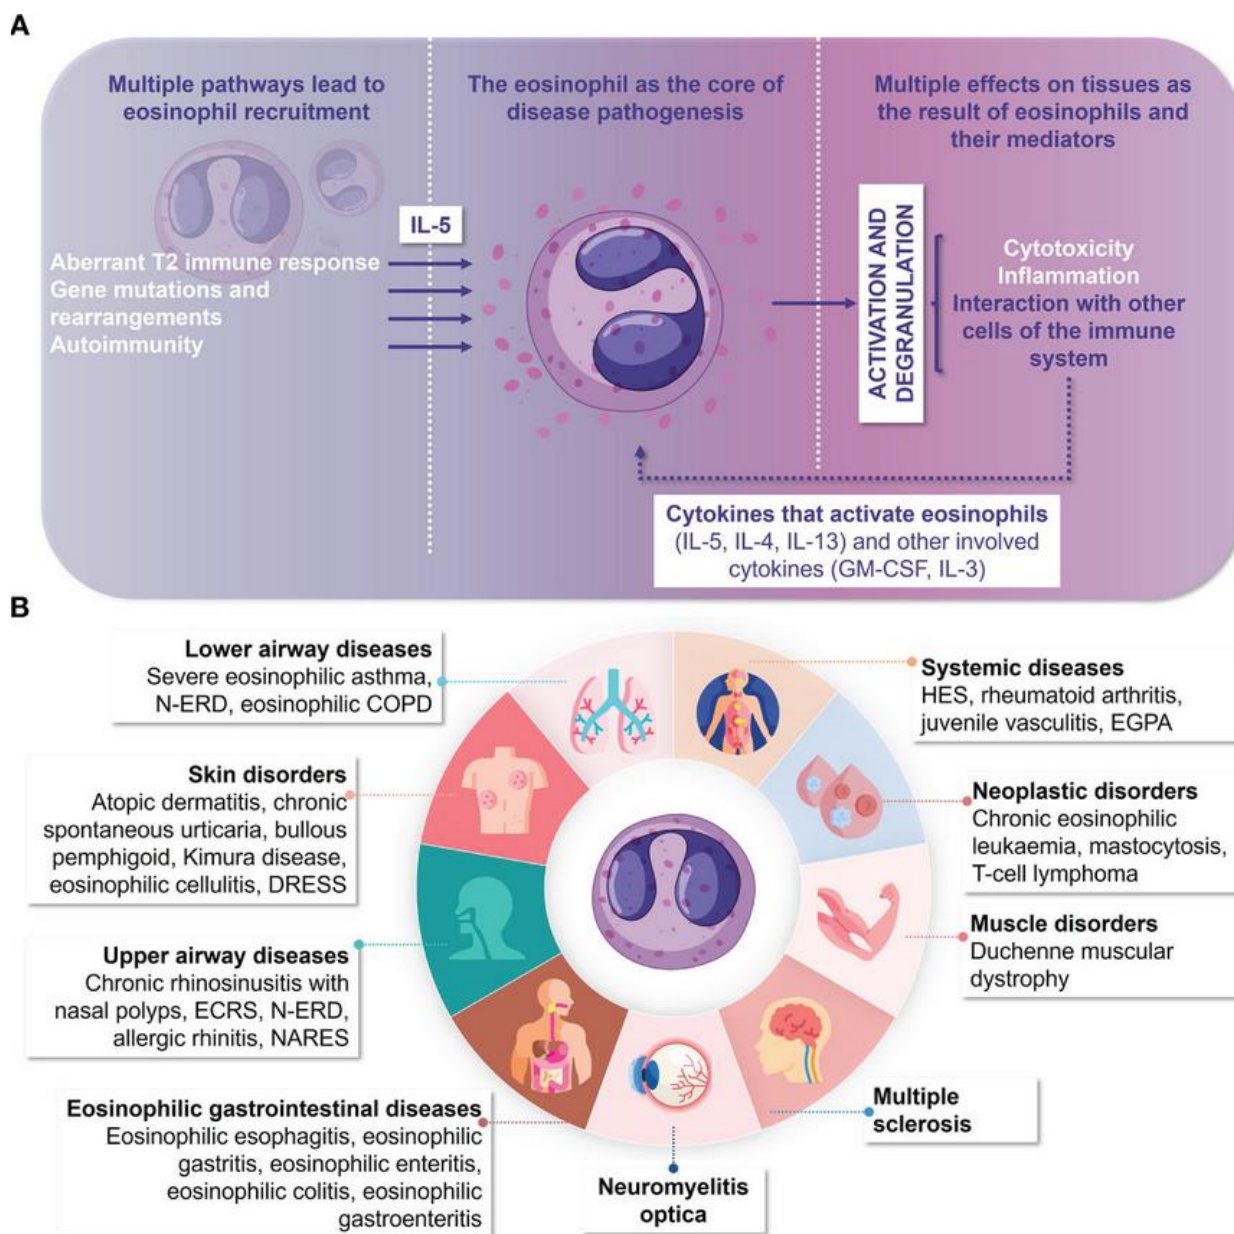 A
Multiple pathways lead to
eosinophil recruitment
The eosinophil as the core of
disease pathogenesis
Multiple effects on tissues as
the result of eosinophils and
their mediators
IL-5
Aberrant T2 immune response
Gene mutations and
rearrangements
Autoimmunity
ACTIVATION AND
DEGRANULATION
Cytotoxicity
Inflammation
Interaction with other
cells of the immune
system
Cytokines that activate eosinophils
(IL-5, IL-4, IL-13) and other involved
cytokines (GM-CSF, IL-3)
B
Lower airway diseases
Severe eosinophilic asthma,
N-ERD, eosinophilic COPD
Systemic diseases
HES, rheumatoid arthritis,
juvenile vasculitis, EGPA
Skin disorders
Atopic dermatitis, chronic
spontaneous urticaria, bullous
pemphigoid, Kimura disease,
eosinophilic cellulitis, DRESS
Neoplastic disorders
Chronic eosinophilic
leukaemia, mastocytosis,
T-cell lymphoma
Upper airway diseases
Chronic rhinosinusitis with
nasal polyps, ECRS, N-ERD,
allergic rhinitis, NARES
Muscle disorders
Duchenne muscular
dystrophy
Eosinophilic gastrointestinal diseases
Eosinophilic esophagitis, eosinophilic
gastritis, eosinophilic enteritis,
eosinophilic colitis, eosinophilic
gastroenteritis
Neuromyelitis
optica
Multiple
sclerosis